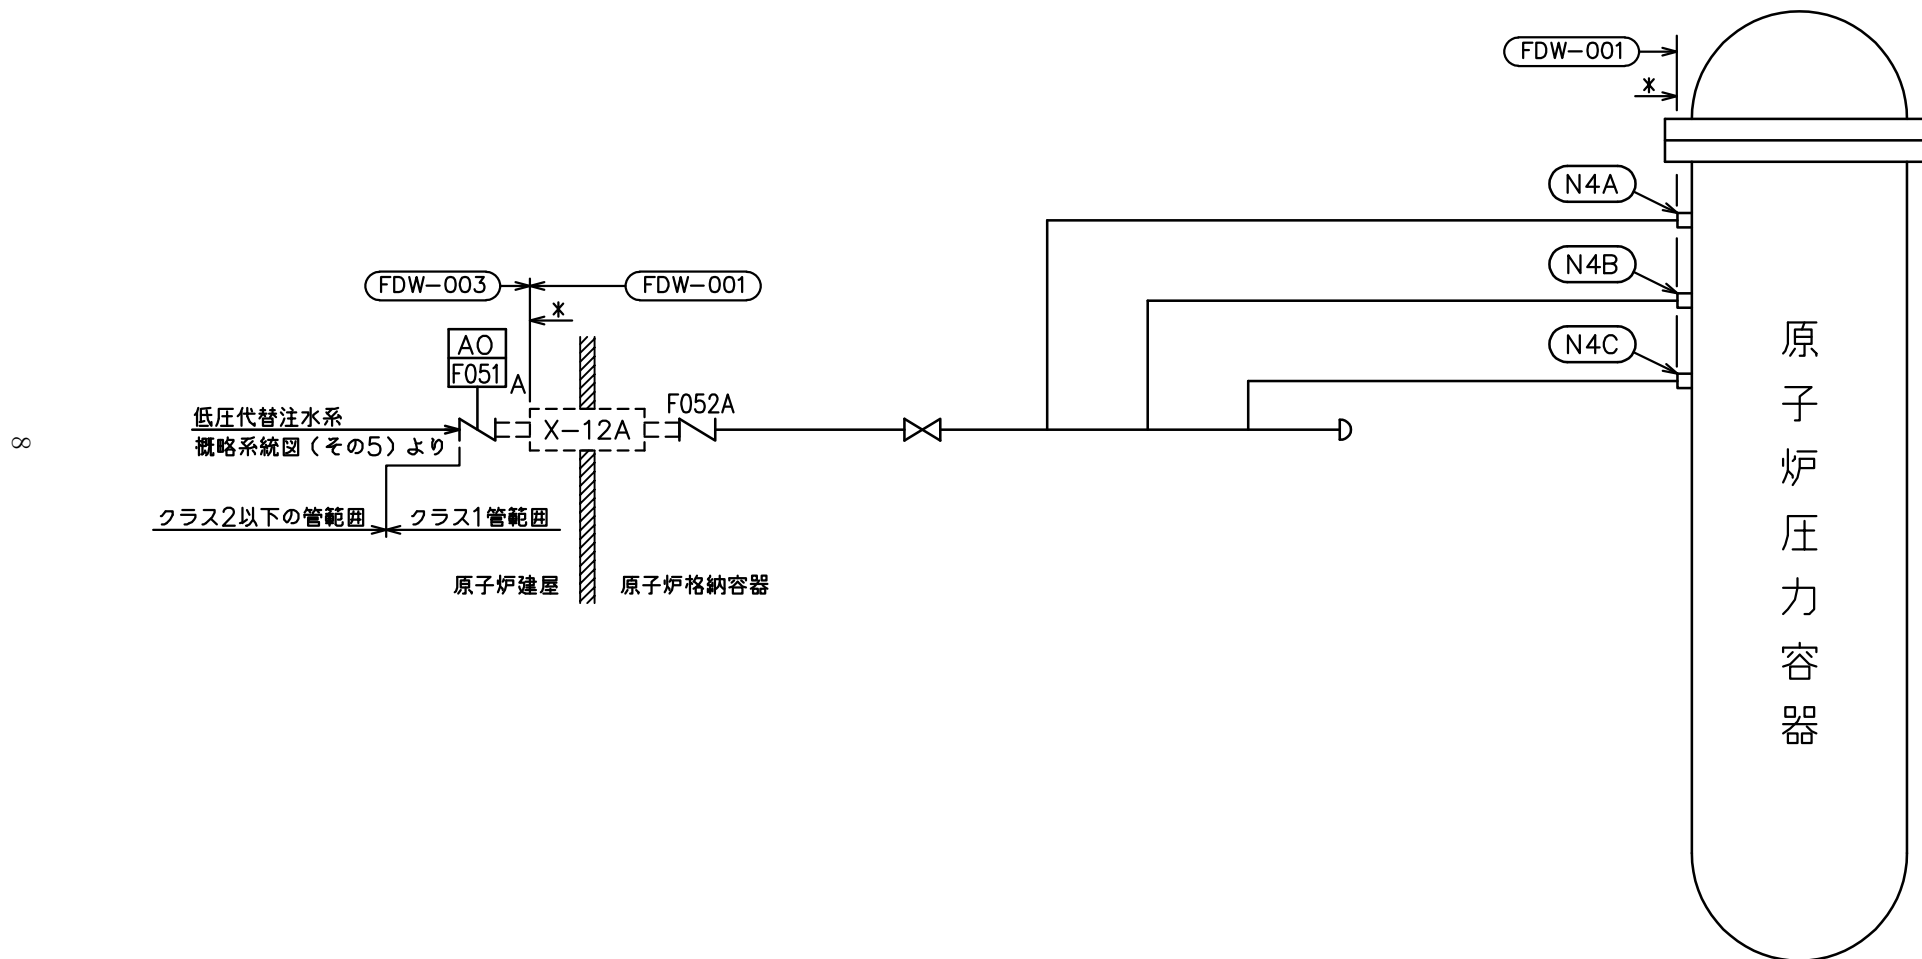 FDW-001
*
N4A
N4B
FDW-003
FDW-001
*
N4C
AO
F051
A
F052A
低圧代替注水系
X-12A
概略系統図（その5）より
クラス2以下の管範囲
クラス1管範囲
原子炉建屋
原子炉格納容器
原子炉圧力容器
8